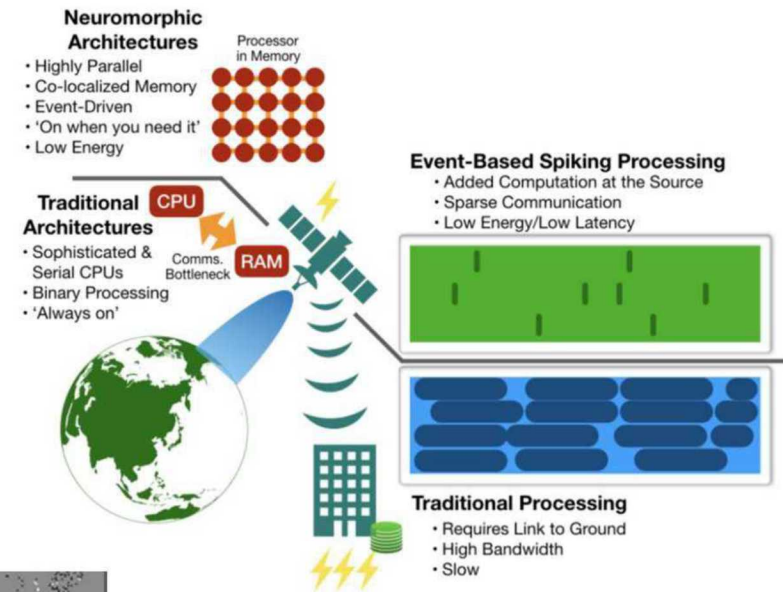 Neuromorphic
Architectures
• Highly Parallel
• Co-localized Memory
• Event-Driven
• 'On when you need it'
• Low Energy
Processor
in Memory
Traditional
Architectures
• Sophisticated &
Serial CPUs
• Binary Processing
• 'Always on'
CPU
Comms.
Bottleneck
RAM
Event-Based Spiking Processing
• Added Computation at the Source
• Sparse Communication
• Low Energy/Low Latency
Traditional Processing
• Requires Link to Ground
• High Bandwidth
• Slow